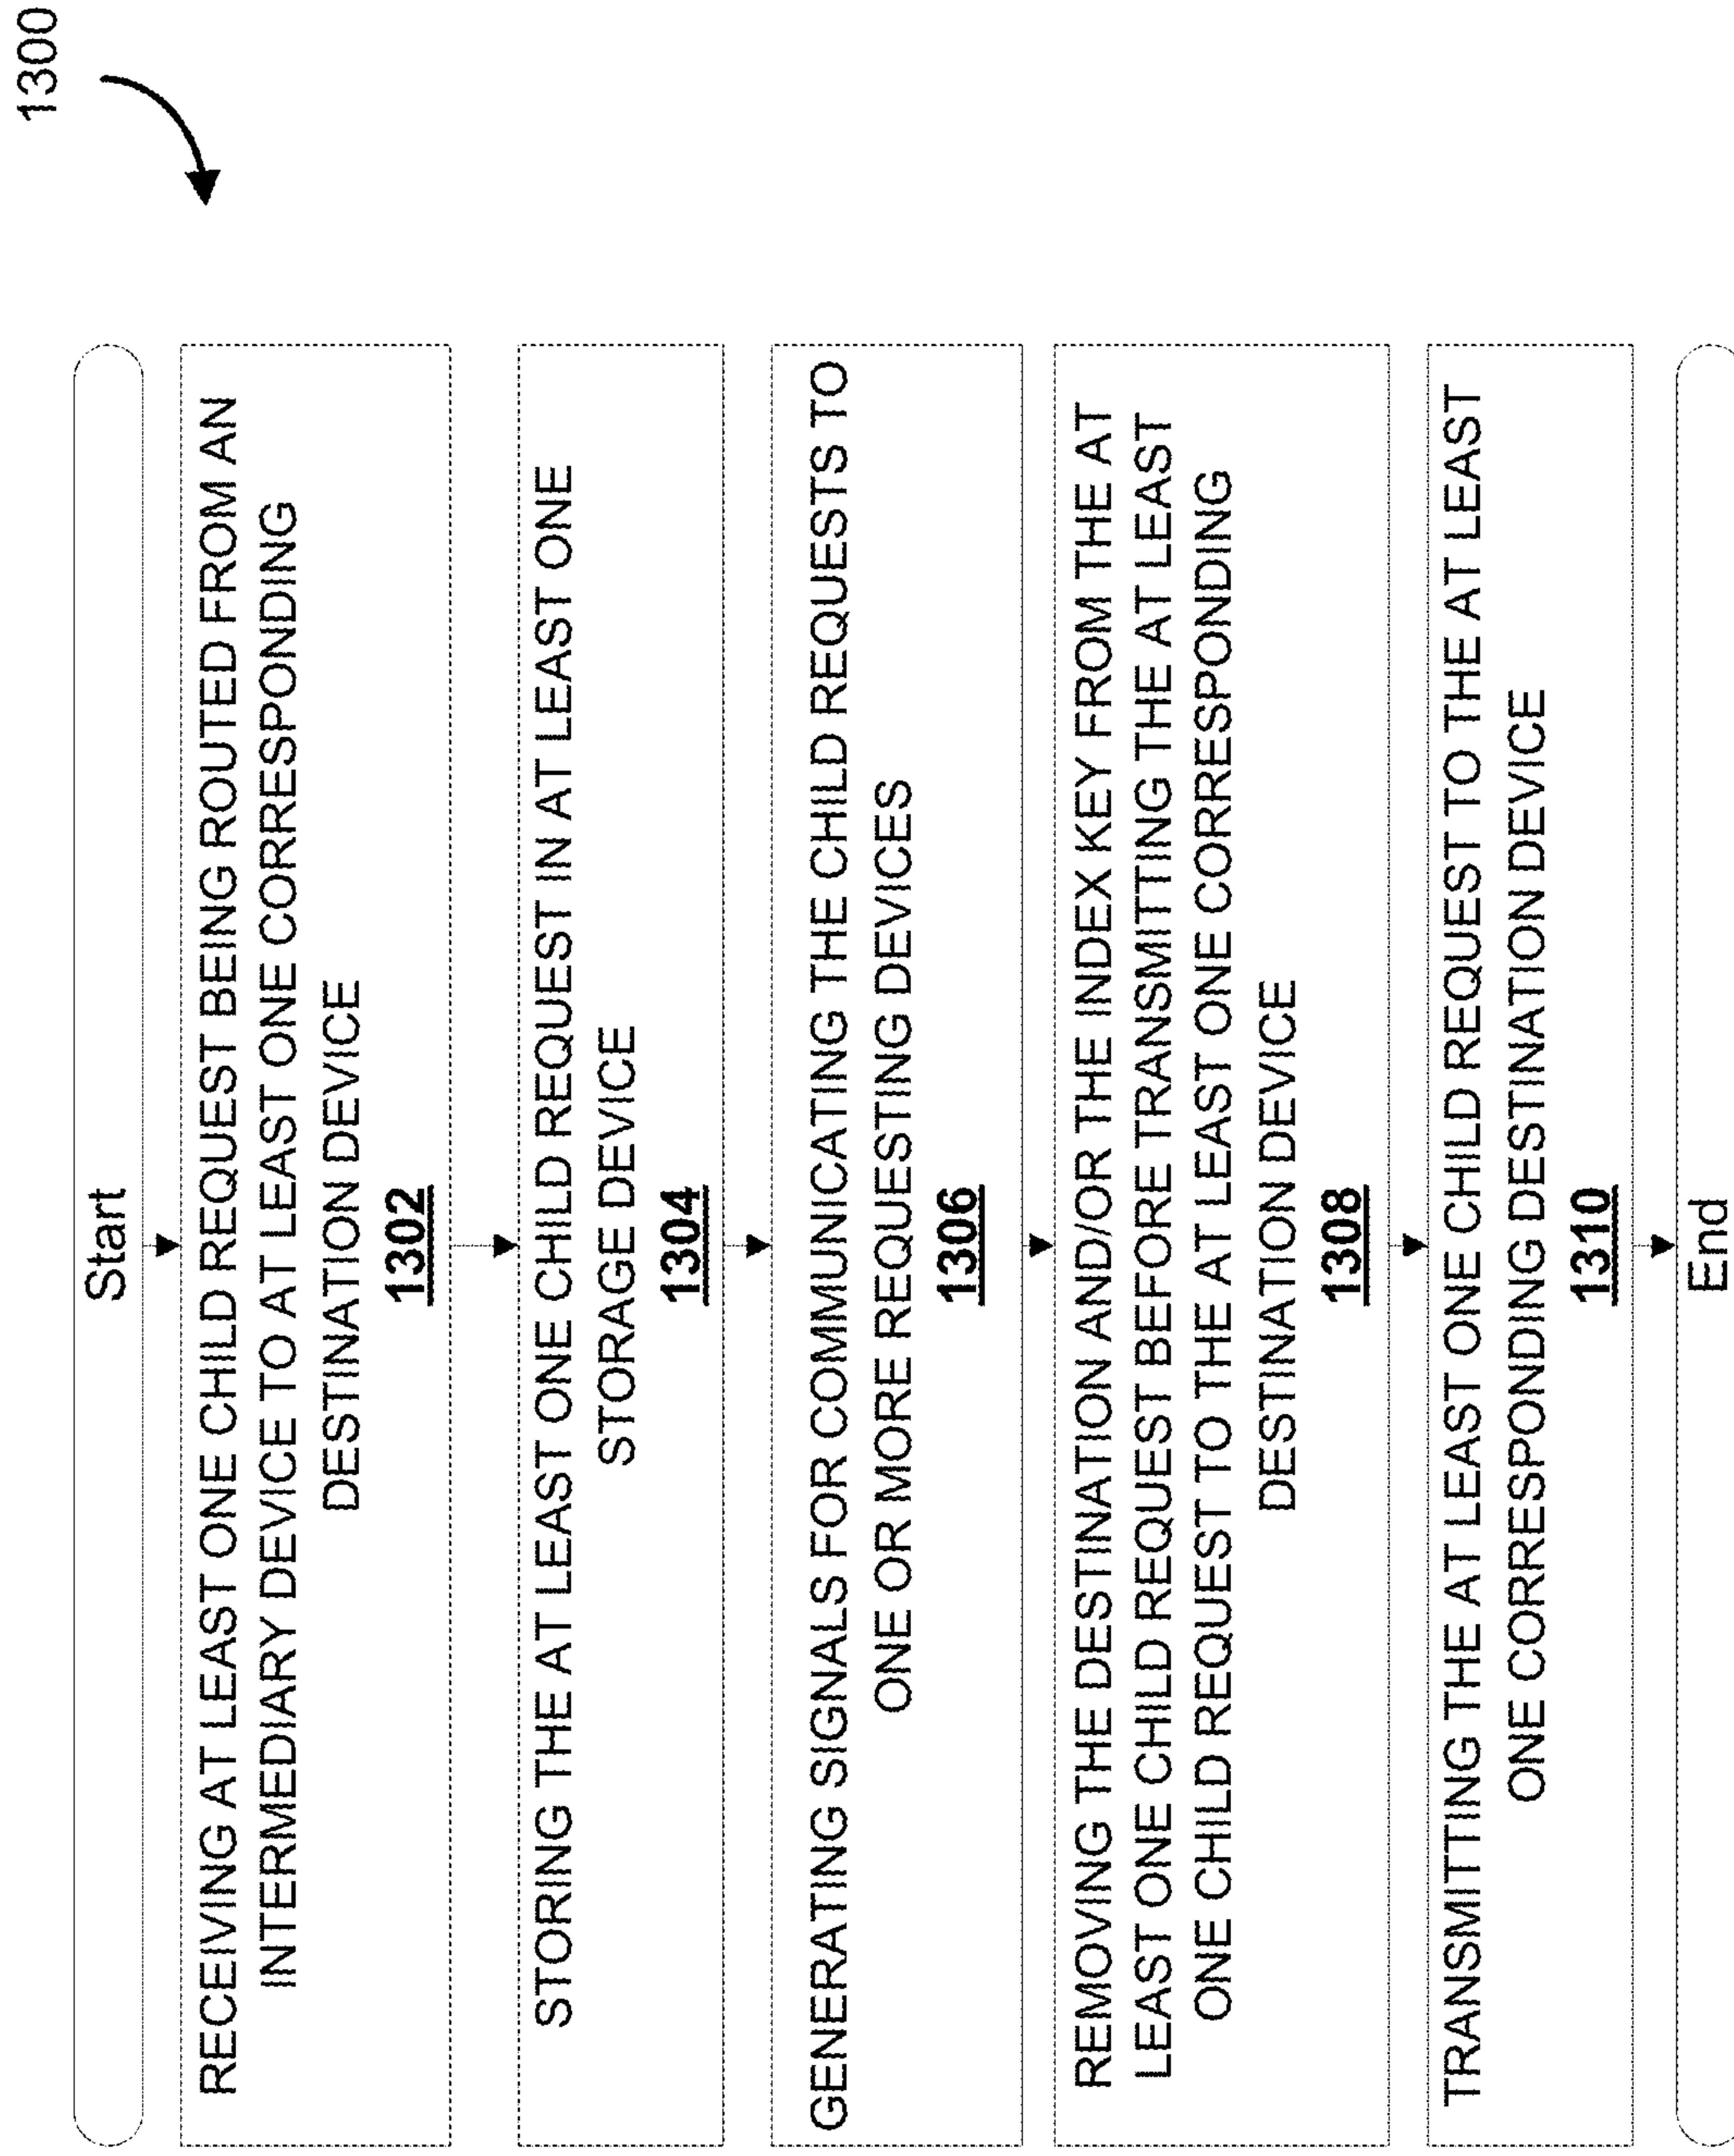 1300
Start
RECEIVING AT LEAST ONE CHILD REQUEST BEING ROUTED FROM AN
INTERMEDIARY DEVICE TO AT LEAST ONE CORRESPONDING
DESTINATION DEVICE
1302
STORING THE AT LEAST ONE CHILD REQUEST IN AT LEAST ONE
STORAGE DEVICE
1304
GENERATING SIGNALS FOR COMMUNICATING THE CHILD REQUESTS TO
ONE OR MORE REQUESTING DEVICES
1306
REMOVING THE DESTINATION AND/OR THE INDEX KEY FROM THE AT
LEAST ONE CHILD REQUEST BEFORE TRANSMITTING THE AT LEAST
ONE CHILD REQUEST TO THE AT LEAST ONE CORRESPONDING
DESTINATION DEVICE
1308
TRANSMITTING THE AT LEAST ONE CHILD REQUEST TO THE AT LEAST
ONE CORRESPONDING DESTINATION DEVICE
1310
End